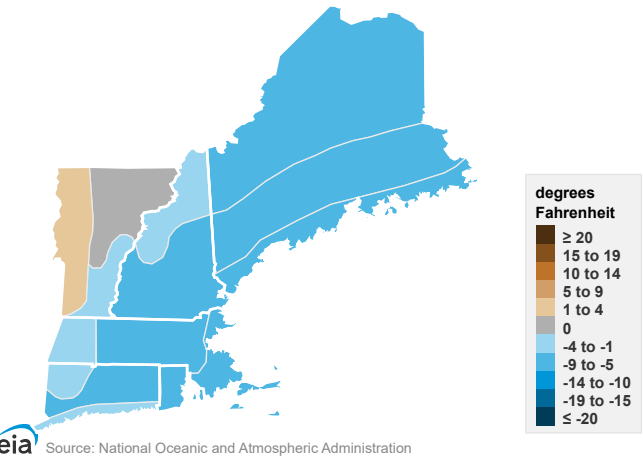 degrees
Fahrenheit
≥ 20
15 to 19
10 to 14
5 to 9
1 to 4
0
-4 to -1
-9 to -5
-14 to -10
-19 to -15
≤ -20
eia
Source: National Oceanic and Atmospheric Administration